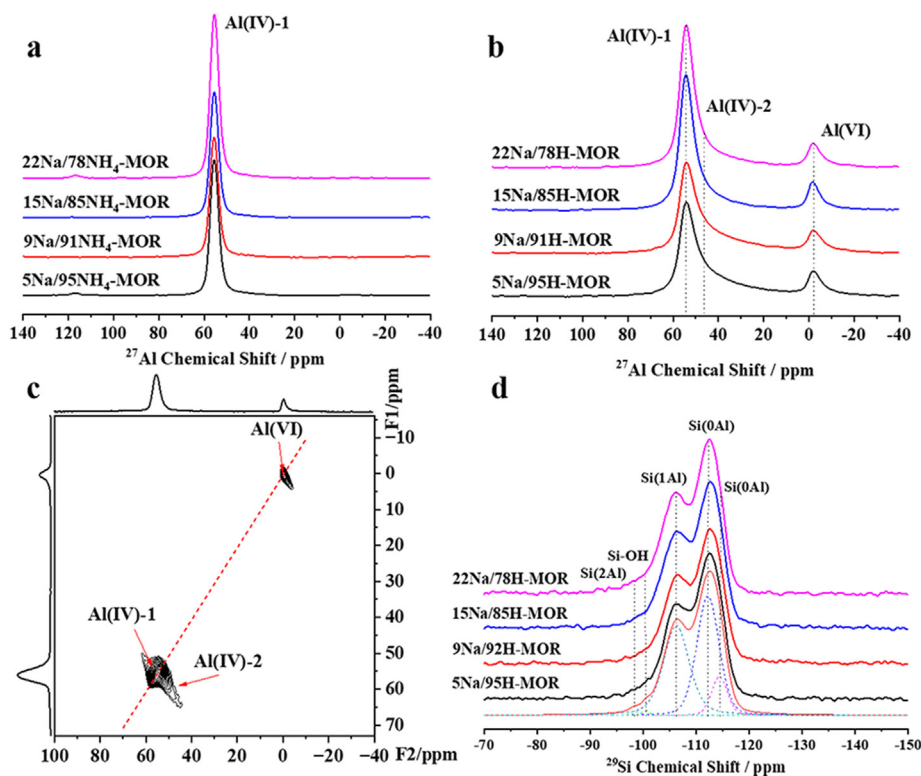 a
Al(IV)-1
22Na/78NH₄-MOR
15Na/85NH₄-MOR
9Na/91NH₄-MOR
5Na/95NH₄-MOR
140 120 100 80 60 40 20 0 -20 -40
²⁷Al Chemical Shift / ppm
b
Al(IV)-1
Al(IV)-2
Al(VI)
22Na/78H-MOR
15Na/85H-MOR
9Na/91H-MOR
5Na/95H-MOR
140 120 100 80 60 40 20 0 -20 -40
²⁷Al Chemical Shift / ppm
c
F1/ppm
Al(VI)
Al(IV)-1
Al(IV)-2
−10
0
10
20
30
40
50
60
70
100 80 60 40 20 0 −20 −40
F2/ppm
d
Si(0Al)
Si(1Al)
Si(0Al)
Si-OH
Si(2Al)
22Na/78H-MOR
15Na/85H-MOR
9Na/92H-MOR
5Na/95H-MOR
-70 -80 -90 -100 -110 -120 -130 -140 -150
²⁹Si Chemical Shift / ppm